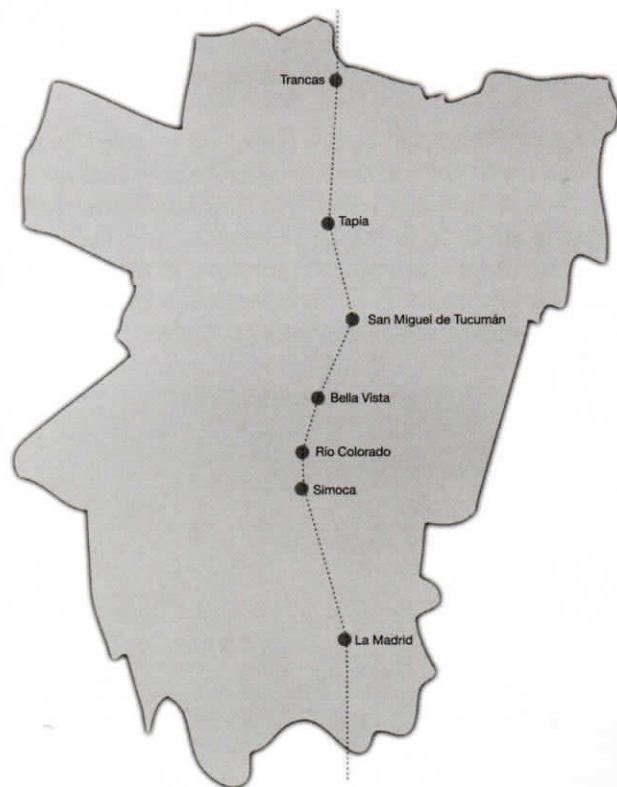 Trancas
Tapia
San Miguel de Tucumán
Bella Vista
Río Colorado
Simoca
La Madrid